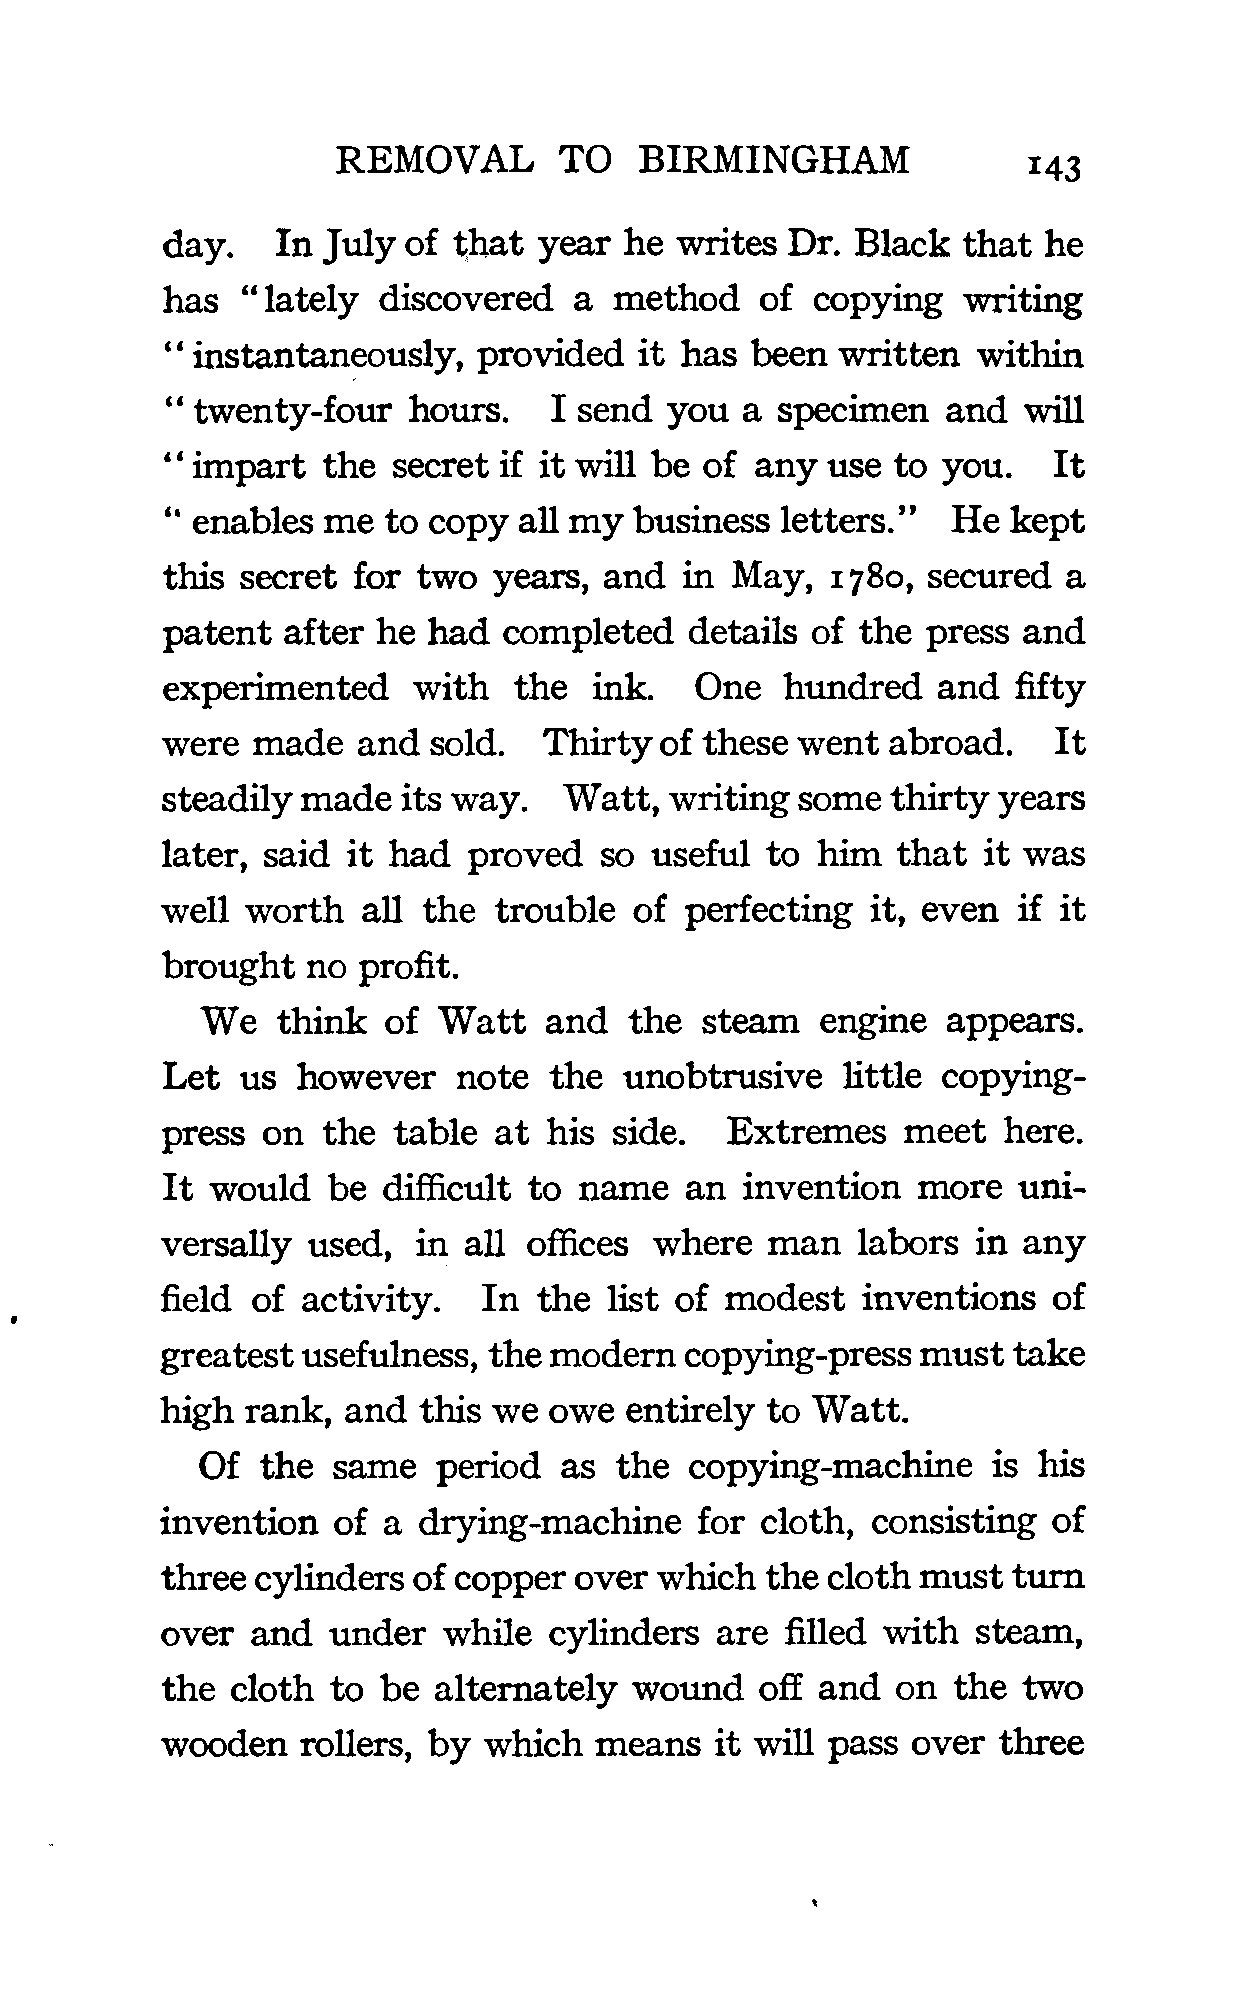 REMOVAL TO BIRMINGHAM 143
day. In July of that year he writes Dr. Black that he
has "lately discovered a method of copying writing
"instantaneously, provided it has been written within
"twenty-four hours. I send you a specimen and will
"impart the secret if it will be of any use to you. It
"enables me to copy all my business letters." He kept
this secret for two years, and in May, 1780, secured a
patent after he had completed details of the press and
experimented with the ink. One hundred and fifty
were made and sold. Thirty of these went abroad. It
steadily made its way. Watt, writing some thirty years
later, said it had proved so useful to him that it was
well worth all the trouble of perfecting it, even if it
brought no profit.
We think of Watt and the steam engine appears.
Let us however note the unobtrusive little copying-
press on the table at his side. Extremes meet here.
It would be difficult to name an invention more uni-
versally used, in all offices where man labors in any
field of activity. In the list of modest inventions of
greatest usefulness, the modern copying-press must take
high rank, and this we owe entirely to Watt.
Of the same period as the copying-machine is his
invention of a drying-machine for cloth, consisting of
three cylinders of copper over which the cloth must turn
over and under while cylinders are filled with steam,
the cloth to be alternately wound off and on the two
wooden rollers, by which means it will pass over three